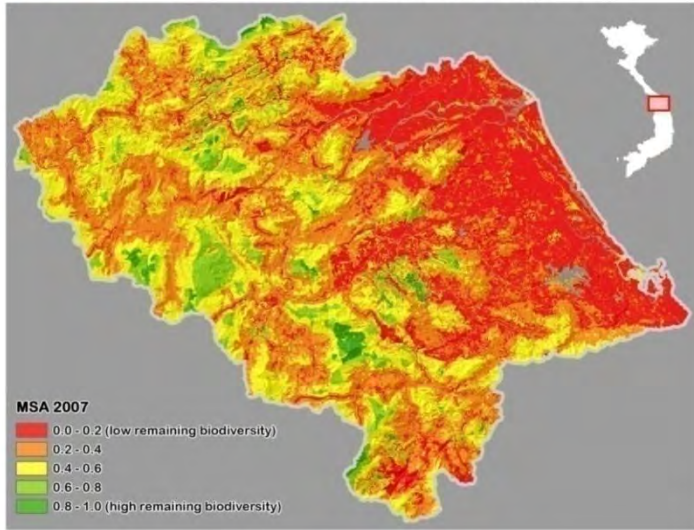 MSA 2007
0.0 - 0.2 (low remaining biodiversity)
0.2 - 0.4
0.4 - 0.6
0.6 - 0.8
0.8 - 1.0 (high remaining biodiversity)